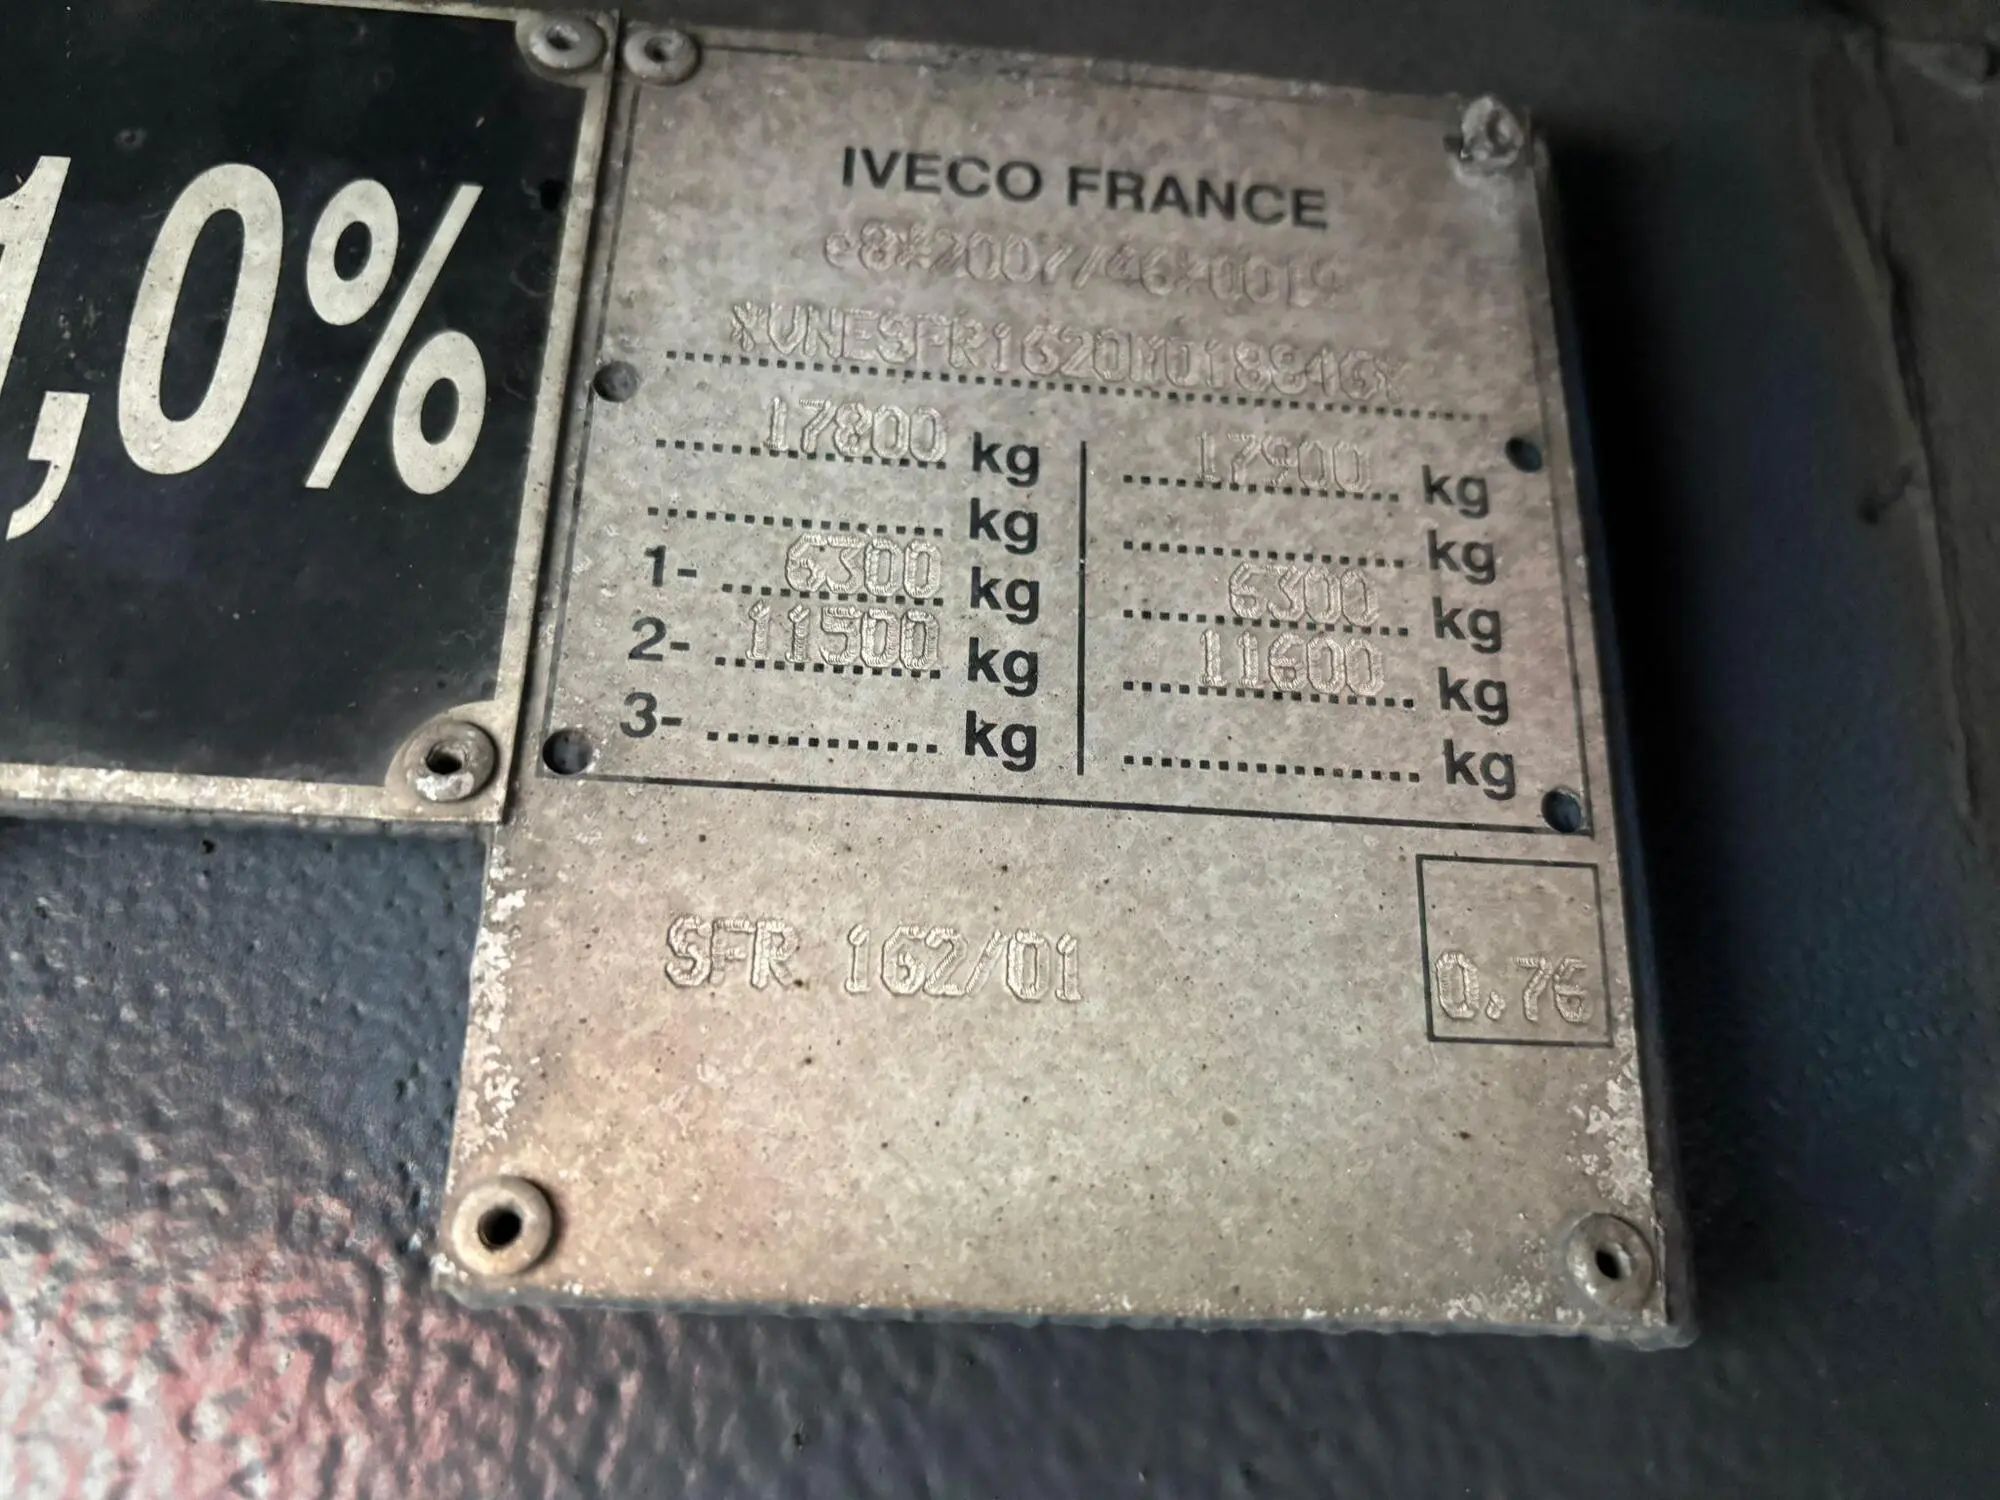 1,0%
IVECO FRANCE
e8*2007/46*0019
*VNESFR1620M018846*
17800 kg 17900 kg
kg kg
1- 6300 kg 6300 kg
2- 11500 kg 11600 kg
3- kg kg
SFR 162/01
0.76